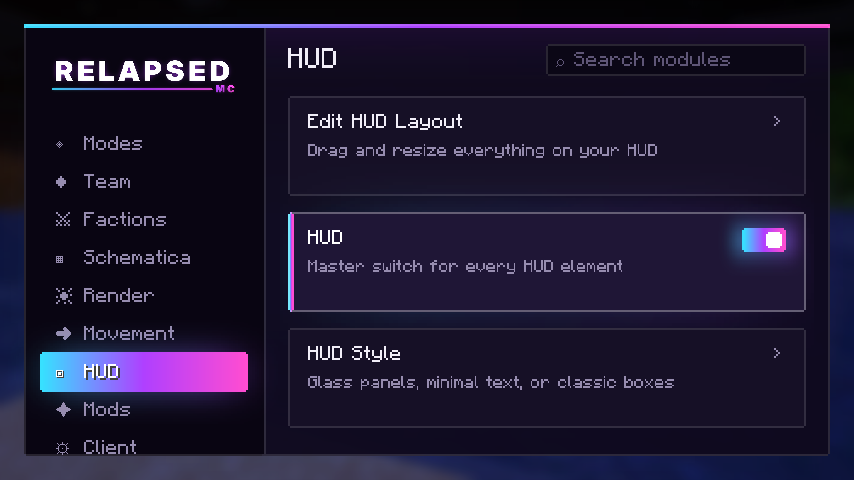 RELAPSED
MC
Modes
Team
Factions
Schematica
Render
Movement
HUD
Mods
Client
HUD
Search modules
Edit HUD Layout
Drag and resize everything on your HUD
HUD
Master switch for every HUD element
HUD Style
Glass panels, minimal text, or classic boxes